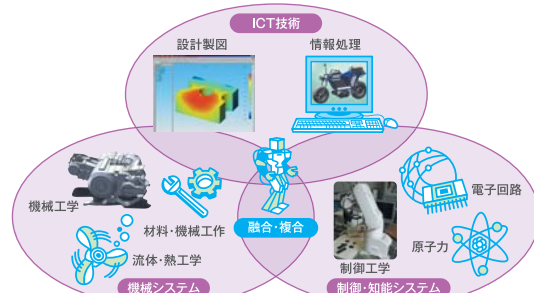 ICT技術
設計製図
情報処理
機械工学
材料・機械工作
流体・熱工学
機械システム
融合・複合
電子回路
原子力
制御工学
制御・知能システム